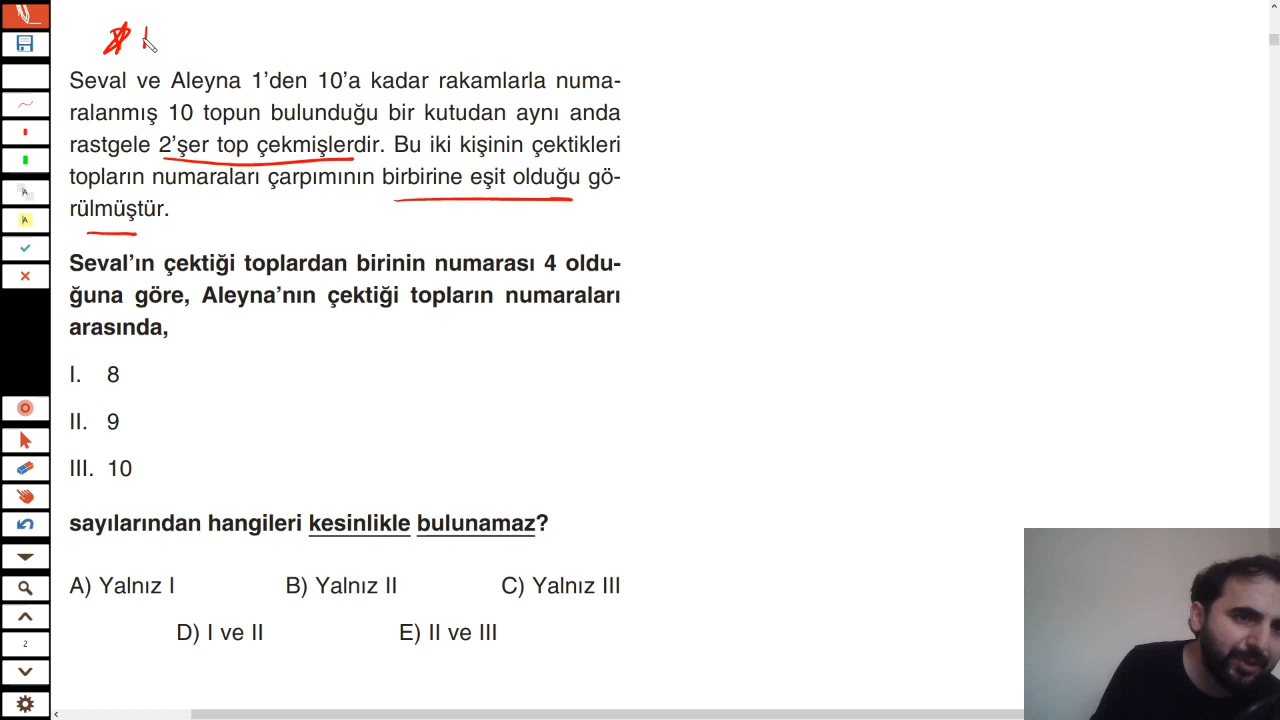 Seval ve Aleyna 1’den 10’a kadar rakamlarla numa-
ralanmış 10 topun bulunduğu bir kutudan aynı anda
rastgele 2’şer top çekmişlerdir. Bu iki kişinin çektikleri
topların numaraları çarpımının birbirine eşit olduğu gö-
rülmüştür.
Seval’ın çektiği toplardan birinin numarası 4 oldu-
ğuna göre, Aleyna’nın çektiği topların numaraları
arasında,
I. 8
II. 9
III. 10
sayılarından hangileri kesinlikle bulunamaz?
A) Yalnız I B) Yalnız II C) Yalnız III
D) I ve II E) II ve III
2